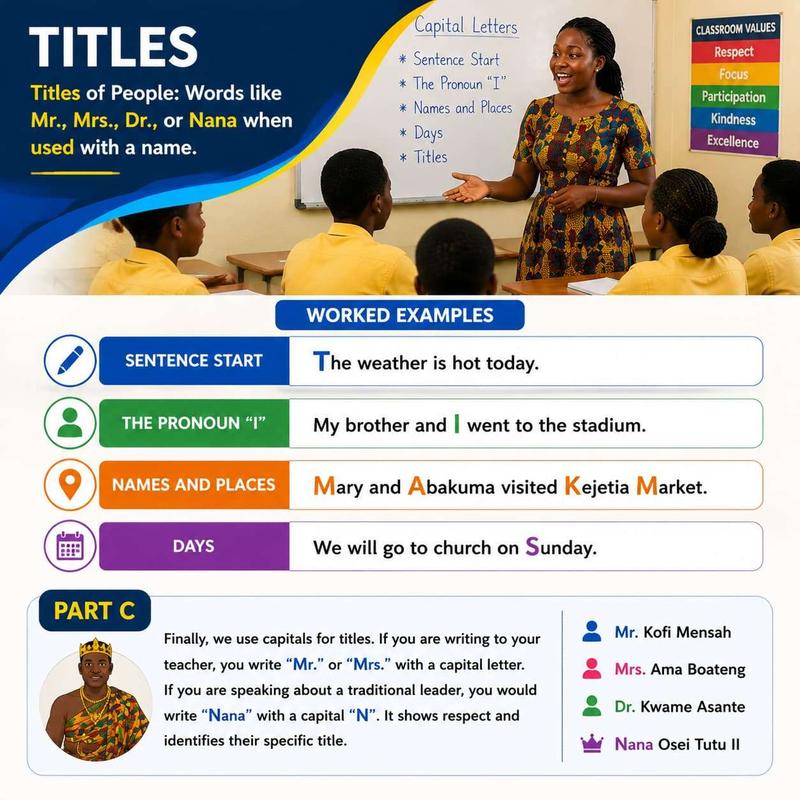 TITLES
Titles of People: Words like
Mr., Mrs., Dr., or Nana when
used with a name.
Capital Letters
* Sentence Start
* The Pronoun "I"
* Names and Places
* Days
* Titles
CLASSROOM VALUES
Respect
Focus
Participation
Kindness
Excellence
WORKED EXAMPLES
SENTENCE START
The weather is hot today.
THE PRONOUN “I”
My brother and I went to the stadium.
NAMES AND PLACES
Mary and Abakuma visited Kejetia Market.
DAYS
We will go to church on Sunday.
PART C
Finally, we use capitals for titles. If you are writing to your
teacher, you write “Mr.” or “Mrs.” with a capital letter.
If you are speaking about a traditional leader, you would
write “Nana” with a capital “N”. It shows respect and
identifies their specific title.
Mr. Kofi Mensah
Mrs. Ama Boateng
Dr. Kwame Asante
Nana Osei Tutu II